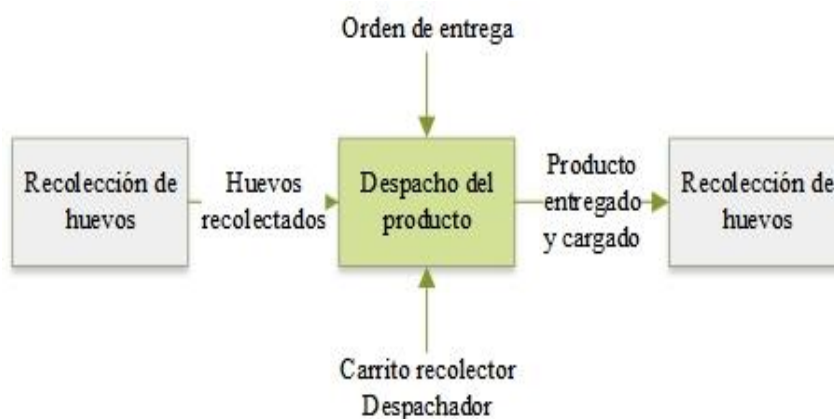 Orden de entrega
Recolección de
huevos
Huevos
recolectados
Despacho del
producto
Producto
entregado
y cargado
Recolección de
huevos
Carrito recolector
Despachador